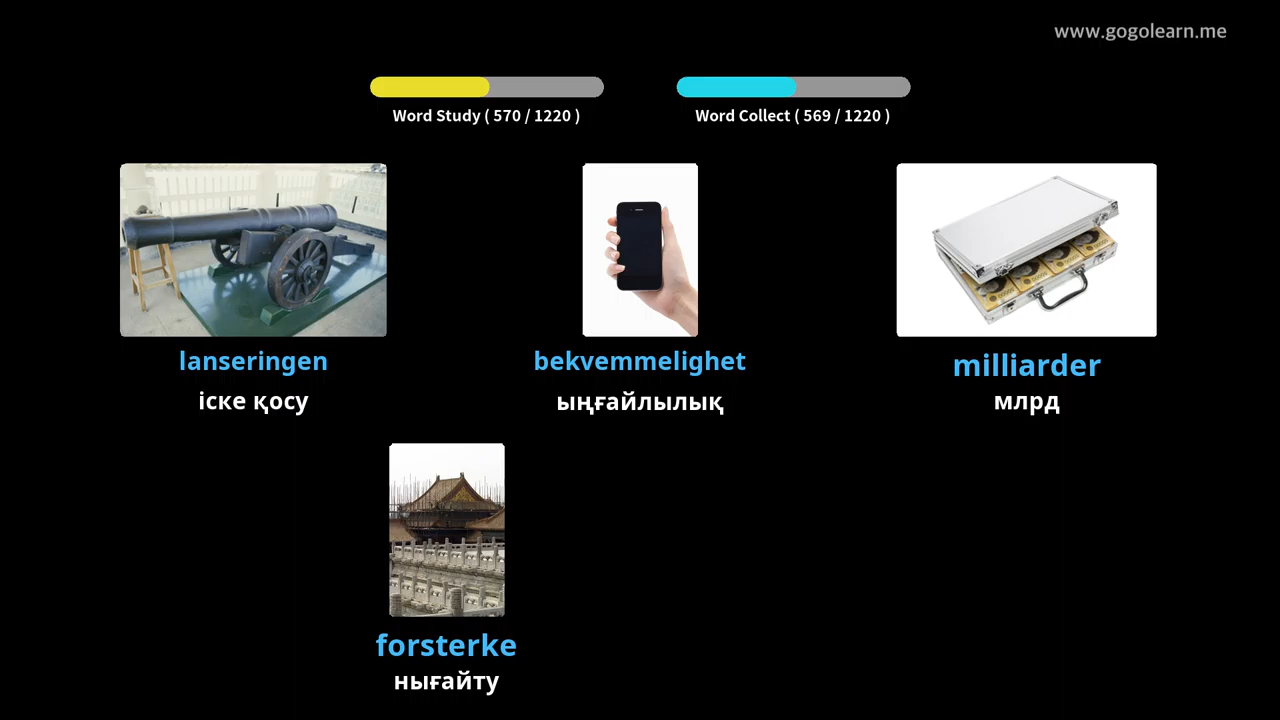 www.gogolearn.me
Word Study ( 570 / 1220 )
Word Collect ( 569 / 1220 )
lanseringen
іске қосу
bekvemmelighet
ыңғайлылық
milliarder
млрд
forsterke
нығайту